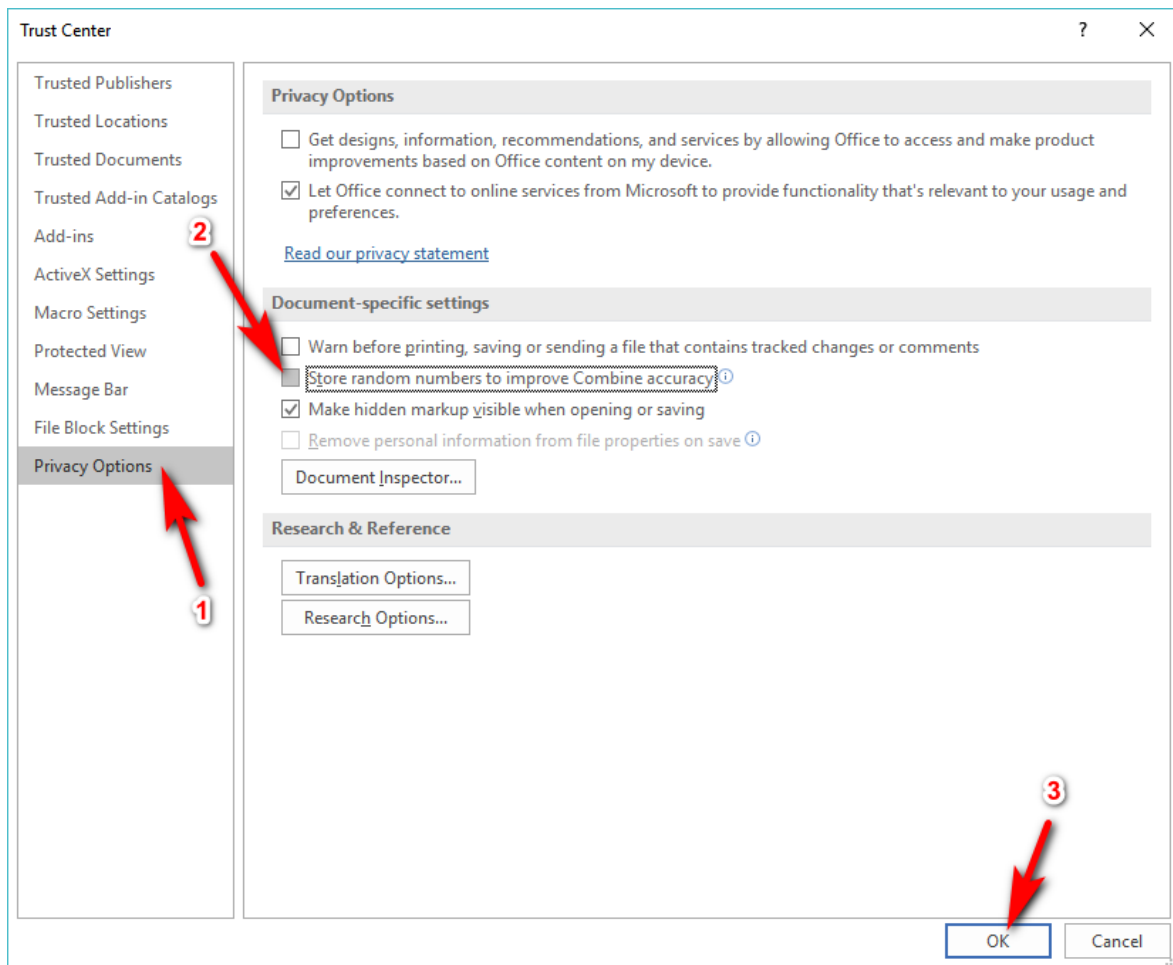 Trust Center
?
Trusted Publishers
Trusted Locations
Trusted Documents
Trusted Add-in Catalogs
Add-ins
ActiveX Settings
Macro Settings
Protected View
Message Bar
File Block Settings
Privacy Options
2
1
Privacy Options
Get designs, information, recommendations, and services by allowing Office to access and make product
improvements based on Office content on my device.
Let Office connect to online services from Microsoft to provide functionality that's relevant to your usage and
preferences.
Read our privacy statement
Document-specific settings
Warn before printing, saving or sending a file that contains tracked changes or comments
Store random numbers to improve Combine accuracy
Make hidden markup visible when opening or saving
Remove personal information from file properties on save
Document Inspector...
Research & Reference
Translation Options...
Research Options...
3
OK
Cancel